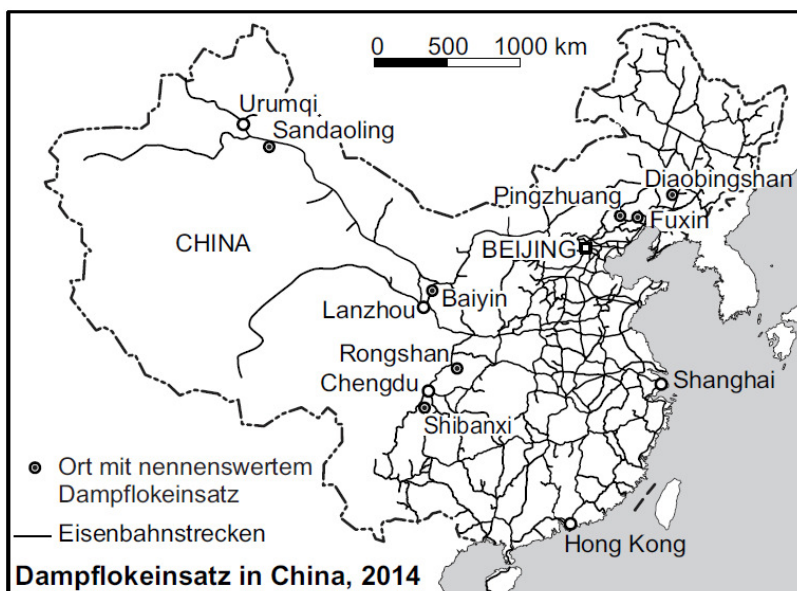 0 500 1000 km
Urumqi
Sandaoling
Diaobingshan
Pingzhuang
Fuxin
CHINA
BEIJING
Baiyin
Lanzhou
Rongshan
Chengdu
Shanghai
Shibanxi
Ort mit nennenswertem
Dampflokeinsatz
Eisenbahnstrecken
Hong Kong
Dampflokeinsatz in China, 2014